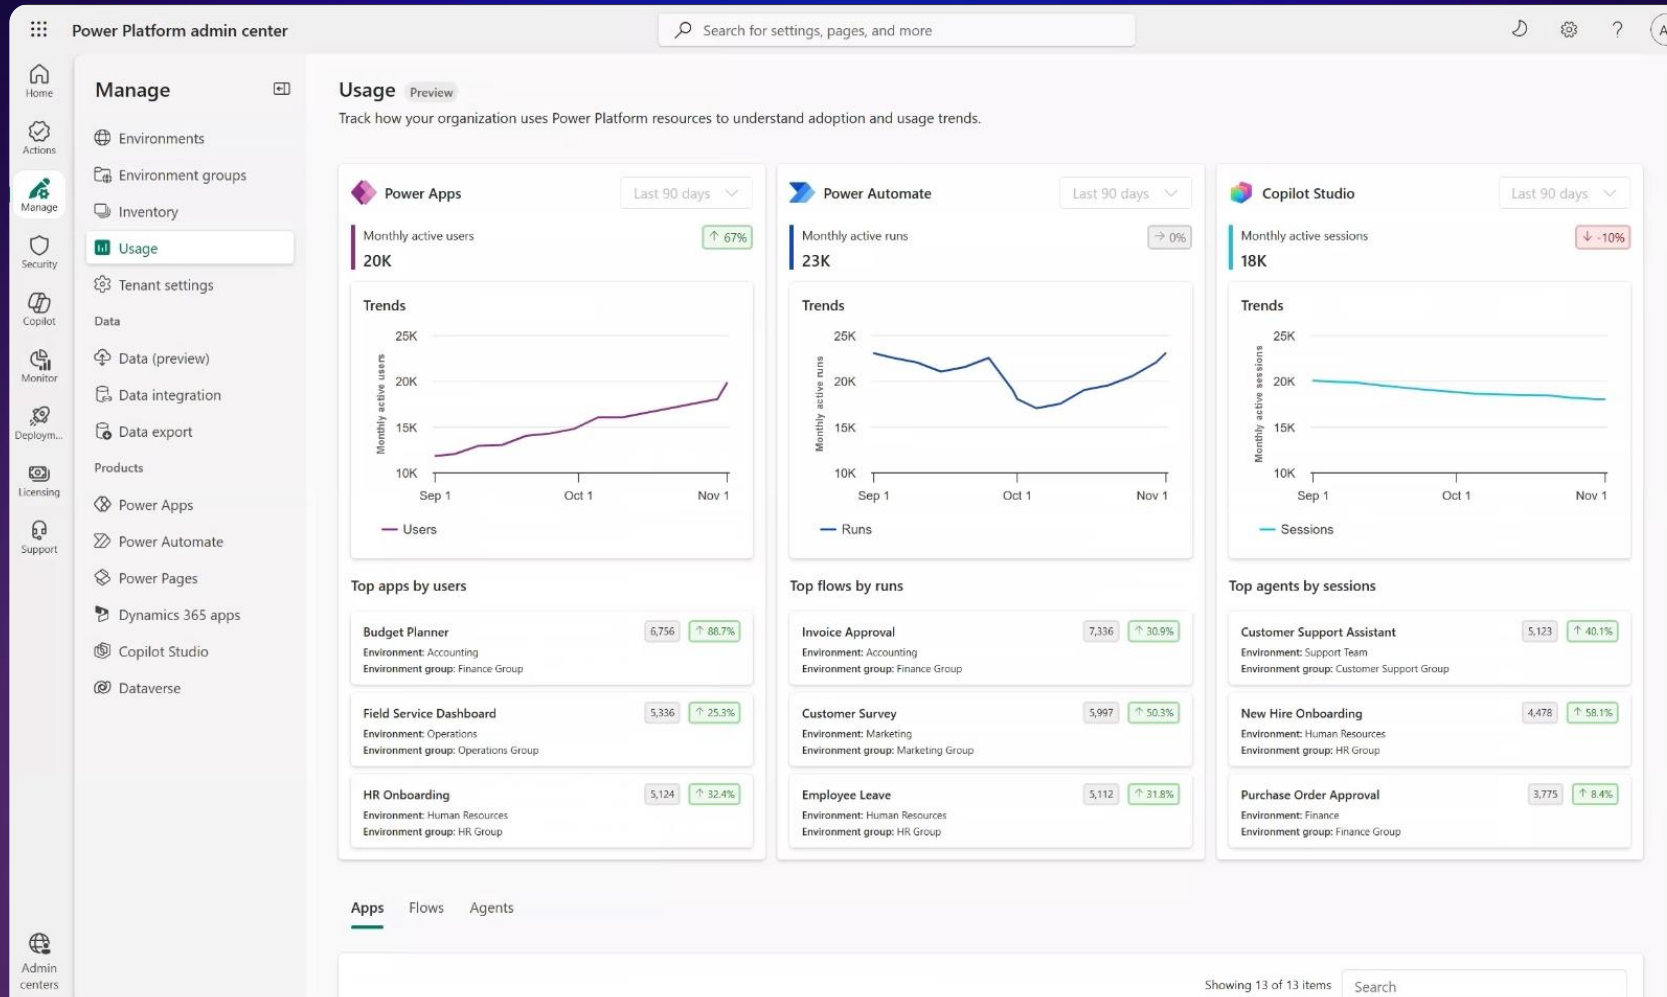 Power Platform admin center
Search for settings, pages, and more
A
Home
Actions
Manage
Security
Copilot
Monitor
Deploym...
Licensing
Support
Admin
centers
Manage
Environments
Environment groups
Inventory
Usage
Tenant settings
Data
Data (preview)
Data integration
Data export
Products
Power Apps
Power Automate
Power Pages
Dynamics 365 apps
Copilot Studio
Dataverse
Usage Preview
Track how your organization uses Power Platform resources to understand adoption and usage trends.
Power Apps
Last 90 days
Monthly active users
↑ 67%
20K
Trends
Monthly active users
25K
20K
15K
10K
Sep 1 Oct 1 Nov 1
Users
Top apps by users
Budget Planner 6,756 ↑ 88.7%
Environment: Accounting
Environment group: Finance Group
Field Service Dashboard 5,336 ↑ 25.3%
Environment: Operations
Environment group: Operations Group
HR Onboarding 5,124 ↑ 32.4%
Environment: Human Resources
Environment group: HR Group
Power Automate
Last 90 days
Monthly active runs
→ 0%
23K
Trends
Monthly active runs
25K
20K
15K
10K
Sep 1 Oct 1 Nov 1
Runs
Top flows by runs
Invoice Approval 7,336 ↑ 30.9%
Environment: Accounting
Environment group: Finance Group
Customer Survey 5,997 ↑ 50.3%
Environment: Marketing
Environment group: Marketing Group
Employee Leave 5,112 ↑ 31.8%
Environment: Human Resources
Environment group: HR Group
Copilot Studio
Last 90 days
Monthly active sessions
↓ -10%
18K
Trends
Monthly active sessions
25K
20K
15K
10K
Sep 1 Oct 1 Nov 1
Sessions
Top agents by sessions
Customer Support Assistant 5,123 ↑ 40.1%
Environment: Support Team
Environment group: Customer Support Group
New Hire Onboarding 4,478 ↑ 58.1%
Environment: Human Resources
Environment group: HR Group
Purchase Order Approval 3,775 ↑ 8.4%
Environment: Finance
Environment group: Finance Group
Apps Flows Agents
Showing 13 of 13 items
Search